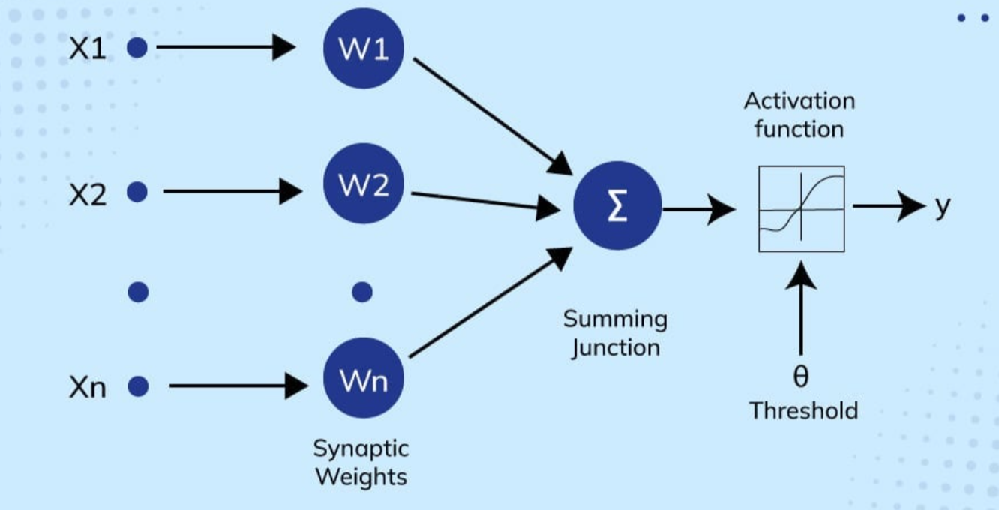 X1
W1
Activation
function
X2
W2
Σ
y
Summing
Junction
Xn
Wn
θ
Threshold
Synaptic
Weights